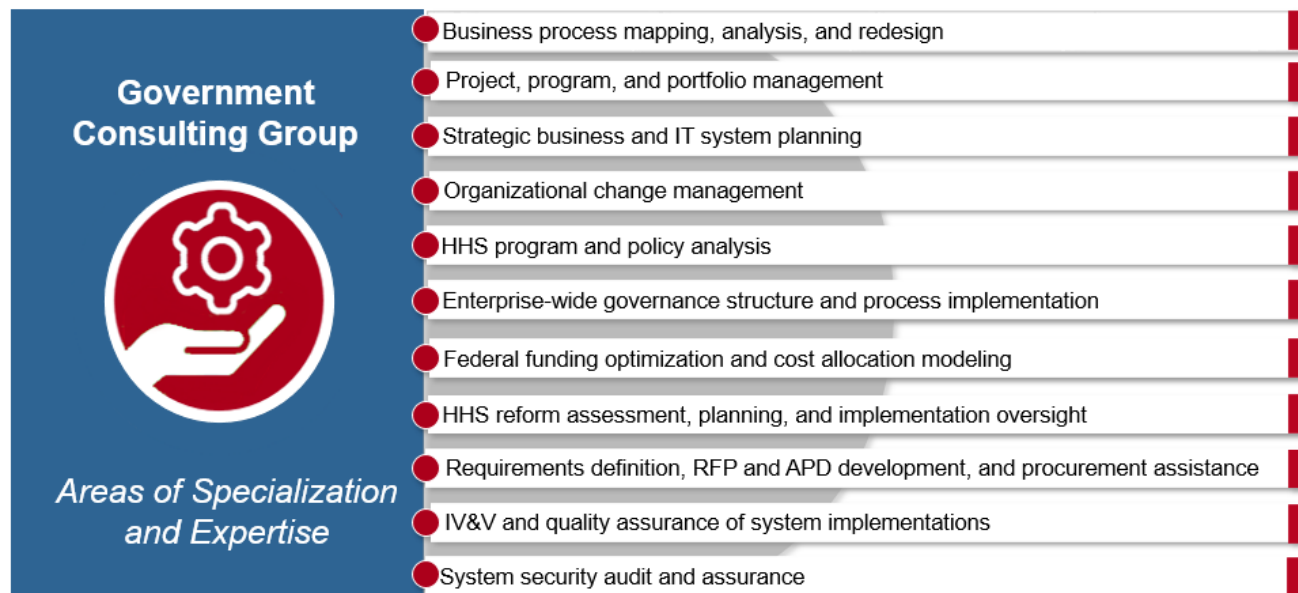 Government
Consulting Group
Areas of Specialization
and Expertise
Business process mapping, analysis, and redesign
Project, program, and portfolio management
Strategic business and IT system planning
Organizational change management
HHS program and policy analysis
Enterprise-wide governance structure and process implementation
Federal funding optimization and cost allocation modeling
HHS reform assessment, planning, and implementation oversight
Requirements definition, RFP and APD development, and procurement assistance
IV&V and quality assurance of system implementations
System security audit and assurance